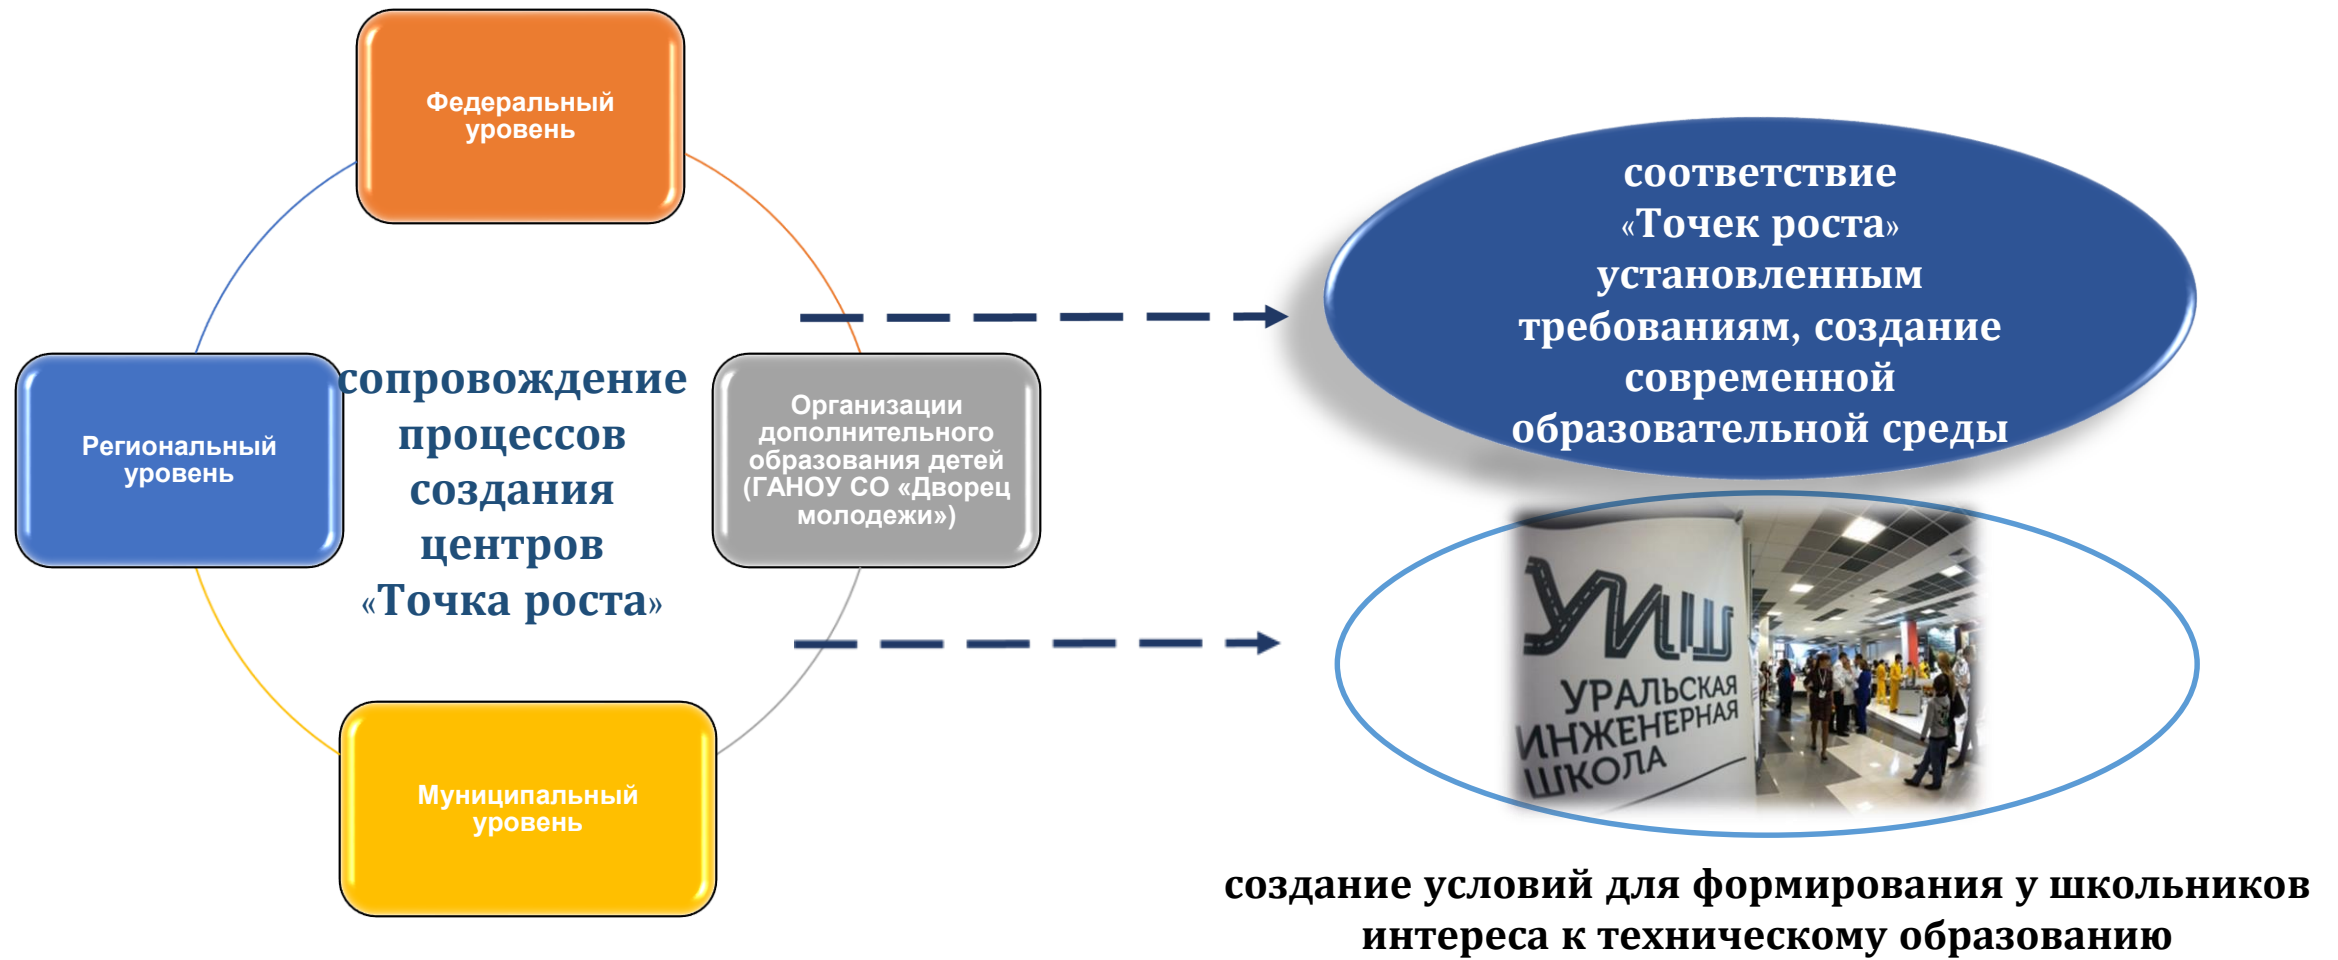 Федеральный
уровень
Региональный
уровень
сопровождение
процессов
создания
центров
«Точка роста»
Организации
дополнительного
образования детей
(ГАНОУ СО «Дворец
молодежи»)
Муниципальный
уровень
соответствие
«Точек роста»
установленным
требованиям, создание
современной
образовательной среды
УИШ
УРАЛЬСКАЯ
ИНЖЕНЕРНАЯ
ШКОЛА
создание условий для формирования у школьников
интереса к техническому образованию